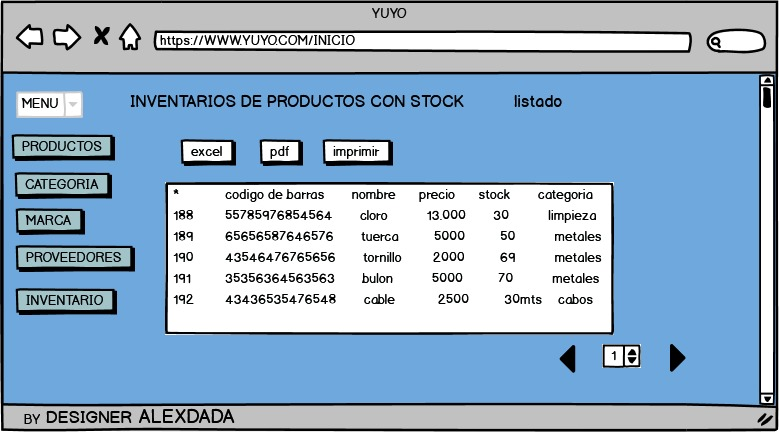 YUYO
https://WWW.YUYO.COM/INICIO
MENU
INVENTARIOS DE PRODUCTOS CON STOCK listado
PRODUCTOS
CATEGORIA
MARCA
PROVEEDORES
INVENTARIO
excel pdf imprimir
* codigo de barras nombre precio stock categoria
188 55785976854564 cloro 13.000 30 limpieza
189 65656587646576 tuerca 5000 50 metales
190 43546476765656 tornillo 2000 69 metales
191 35356364563563 bulon 5000 70 metales
192 43436535476548 cable 2500 30mts cabos
1
BY DESIGNER ALEXDADA